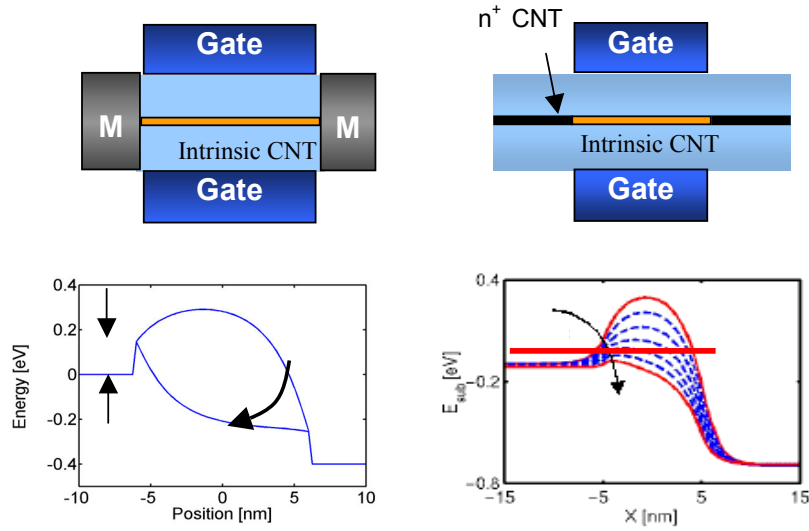 Gate
M
M
Intrinsic CNT
Gate
n+ CNT
Gate
Intrinsic CNT
Gate
0.4
0.2
0
-0.2
-0.4
Energy [eV]
-10
-5
0
5
10
Position [nm]
0.4
-0.2
-0.8
E_sub [eV]
-15
-5
5
15
X [nm]